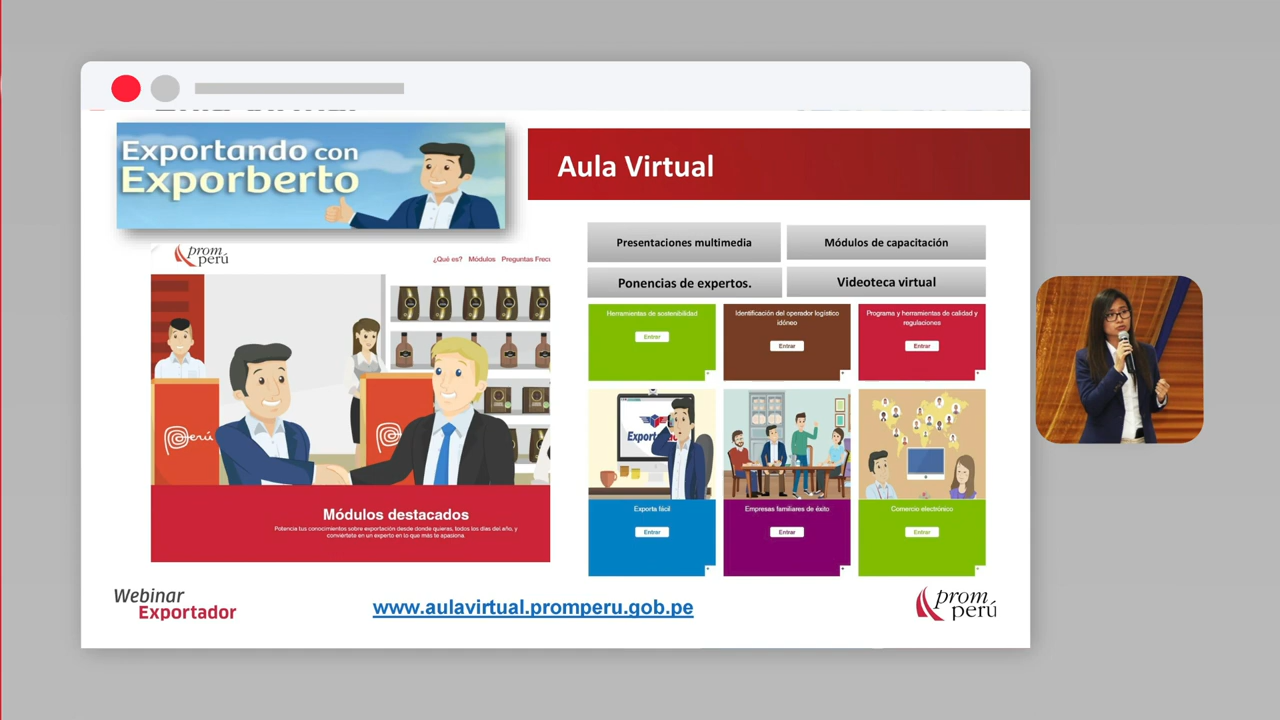 Exportando con
Exporberto
Aula Virtual
prom
perú
¿Qué es? Módulos Preguntas
Presentaciones multimedia
Módulos de capacitación
Ponencias de expertos.
Videoteca virtual
Herramientas de sostenibilidad
Entrar
Identificación del operador logístico
idóneo
Entrar
Programa y herramientas de calidad y
regulaciones
Entrar
Perú
Módulos destacados
Potencia tus conocimientos sobre exportación desde donde quieras, todos los días del año, y
conviértete en un experto en lo que más te apasiona.
Exporta fácil
Entrar
Empresas familiares de éxito
Entrar
Comercio electrónico
Entrar
Webinar
Exportador
www.aulavirtual.promperu.gob.pe
prom
perú